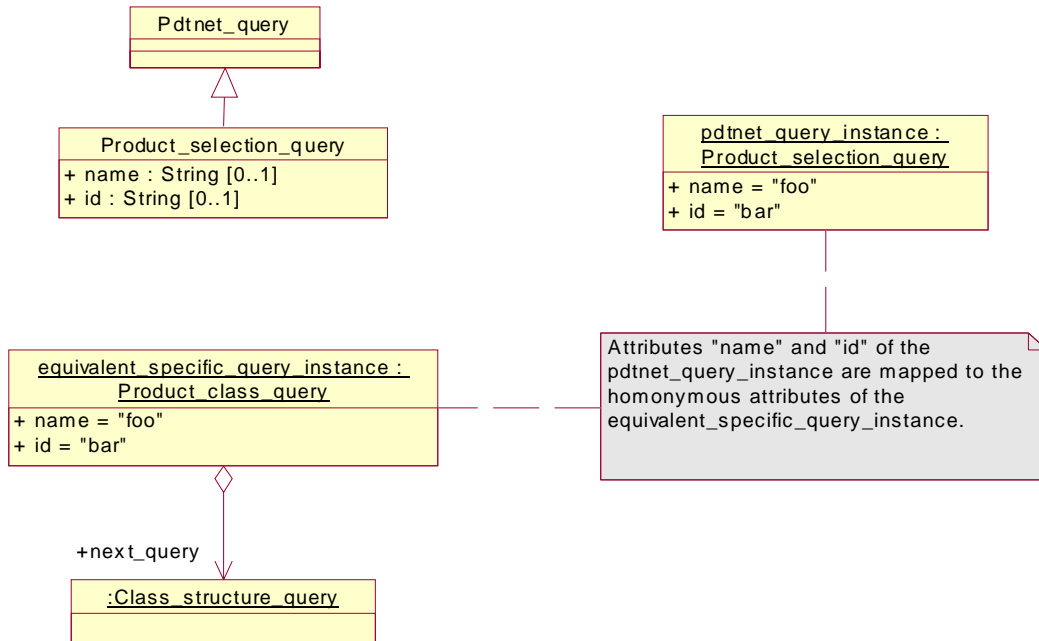 Pdtnet_query
Product_selection_query
+ name : String [0..1]
+ id : String [0..1]
pdtnet_query_instance :
Product_selection_query
+ name = "foo"
+ id = "bar"
equivalent_specific_query_instance :
Product_class_query
+ name = "foo"
+ id = "bar"
Attributes "name" and "id" of the
pdtnet_query_instance are mapped to the
homonymous attributes of the
equivalent_specific_query_instance.
+next_query
:Class_structure_query